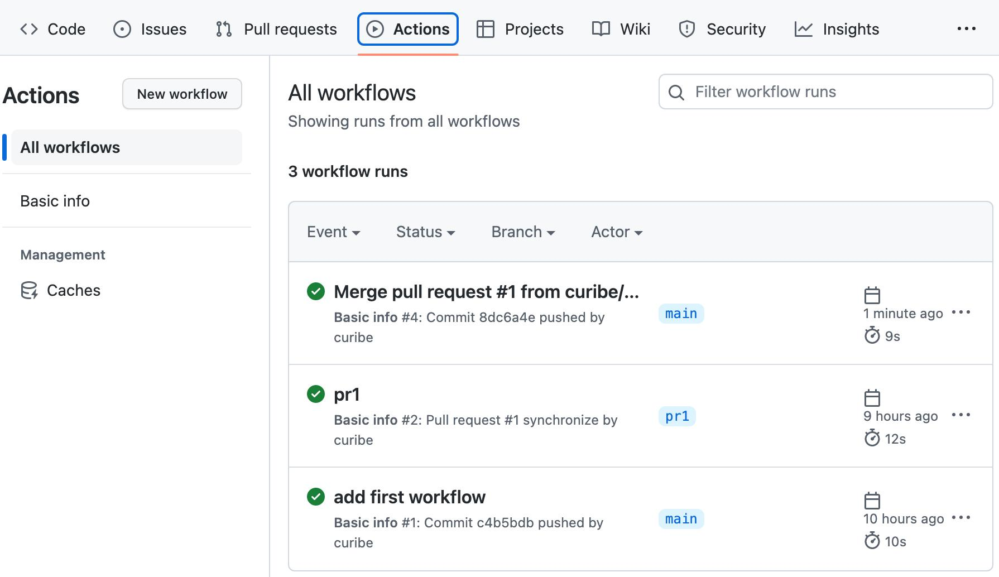 Code Issues Pull requests Actions Projects Wiki Security Insights
Actions
New workflow
All workflows
Basic info
Management
Caches
All workflows
Showing runs from all workflows
Filter workflow runs
3 workflow runs
Event Status Branch Actor
Merge pull request #1 from curibe/...
Basic info #4: Commit 8dc6a4e pushed by
curibe
main
1 minute ago
9s
pr1
Basic info #2: Pull request #1 synchronize by
curibe
pr1
9 hours ago
12s
add first workflow
Basic info #1: Commit c4b5bdb pushed by
curibe
main
10 hours ago
10s